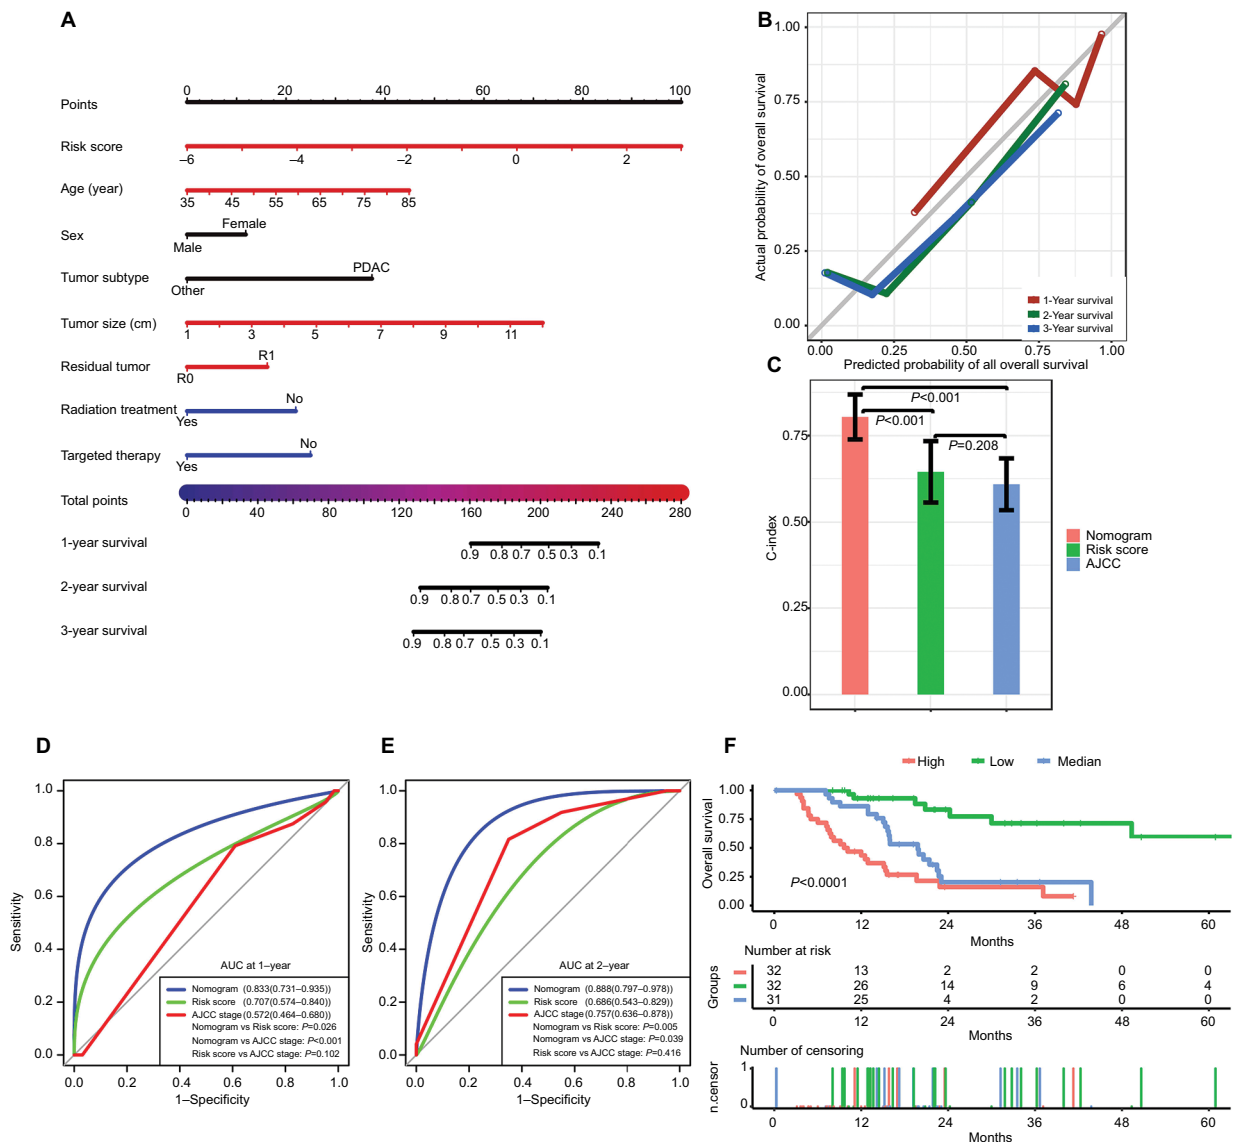 A
Points
0 20 40 60 80 100
Risk score
–6 –4 –2 0 2
Age (year)
35 45 55 65 75 85
Sex
Female
Male
Tumor subtype
PDAC
Other
Tumor size (cm)
1 3 5 7 9 11
Residual tumor
R1
R0
Radiation treatment
No
Yes
Targeted therapy
No
Yes
Total points
0 40 80 120 160 200 240 280
1-year survival
0.9 0.8 0.7 0.5 0.3 0.1
2-year survival
0.9 0.8 0.7 0.5 0.3 0.1
3-year survival
0.9 0.8 0.7 0.5 0.3 0.1
B
Actual probability of overall survival
1.00
0.75
0.50
0.25
0.00
1-Year survival
2-Year survival
3-Year survival
0.00 0.25 0.50 0.75 1.00
Predicted probability of all overall survival
C
C-index
0.75
0.50
0.25
0.00
P<0.001
P<0.001
P=0.208
Nomogram
Risk score
AJCC
D
Sensitivity
1.0
0.8
0.6
0.4
0.2
0.0
AUC at 1–year
Nomogram (0.833(0.731–0.935))
Risk score (0.707(0.574–0.840))
AJCC stage(0.572(0.464–0.680))
Nomogram vs Risk score: P=0.026
Nomogram vs AJCC stage: P<0.001
Risk score vs AJCC stage: P=0.102
0.0 0.2 0.4 0.6 0.8 1.0
1–Specificity
E
Sensitivity
1.0
0.8
0.6
0.4
0.2
0.0
AUC at 2–year
Nomogram (0.888(0.797–0.978))
Risk score (0.686(0.543–0.829))
AJCC stage(0.757(0.636–0.878))
Nomogram vs Risk score: P=0.005
Nomogram vs AJCC stage: P=0.039
Risk score vs AJCC stage: P=0.416
0.0 0.2 0.4 0.6 0.8 1.0
1–Specificity
F
High Low Median
Overall survival
1.00
0.75
0.50
0.25
0.00
P<0.0001
0 12 24 36 48 60
Months
Number at risk
Groups
32 13 2 2 0 0
32 26 14 9 6 4
31 25 4 2 0 0
0 12 24 36 48 60
Months
Number of censoring
n.censor
1
0
0 12 24 36 48 60
Months